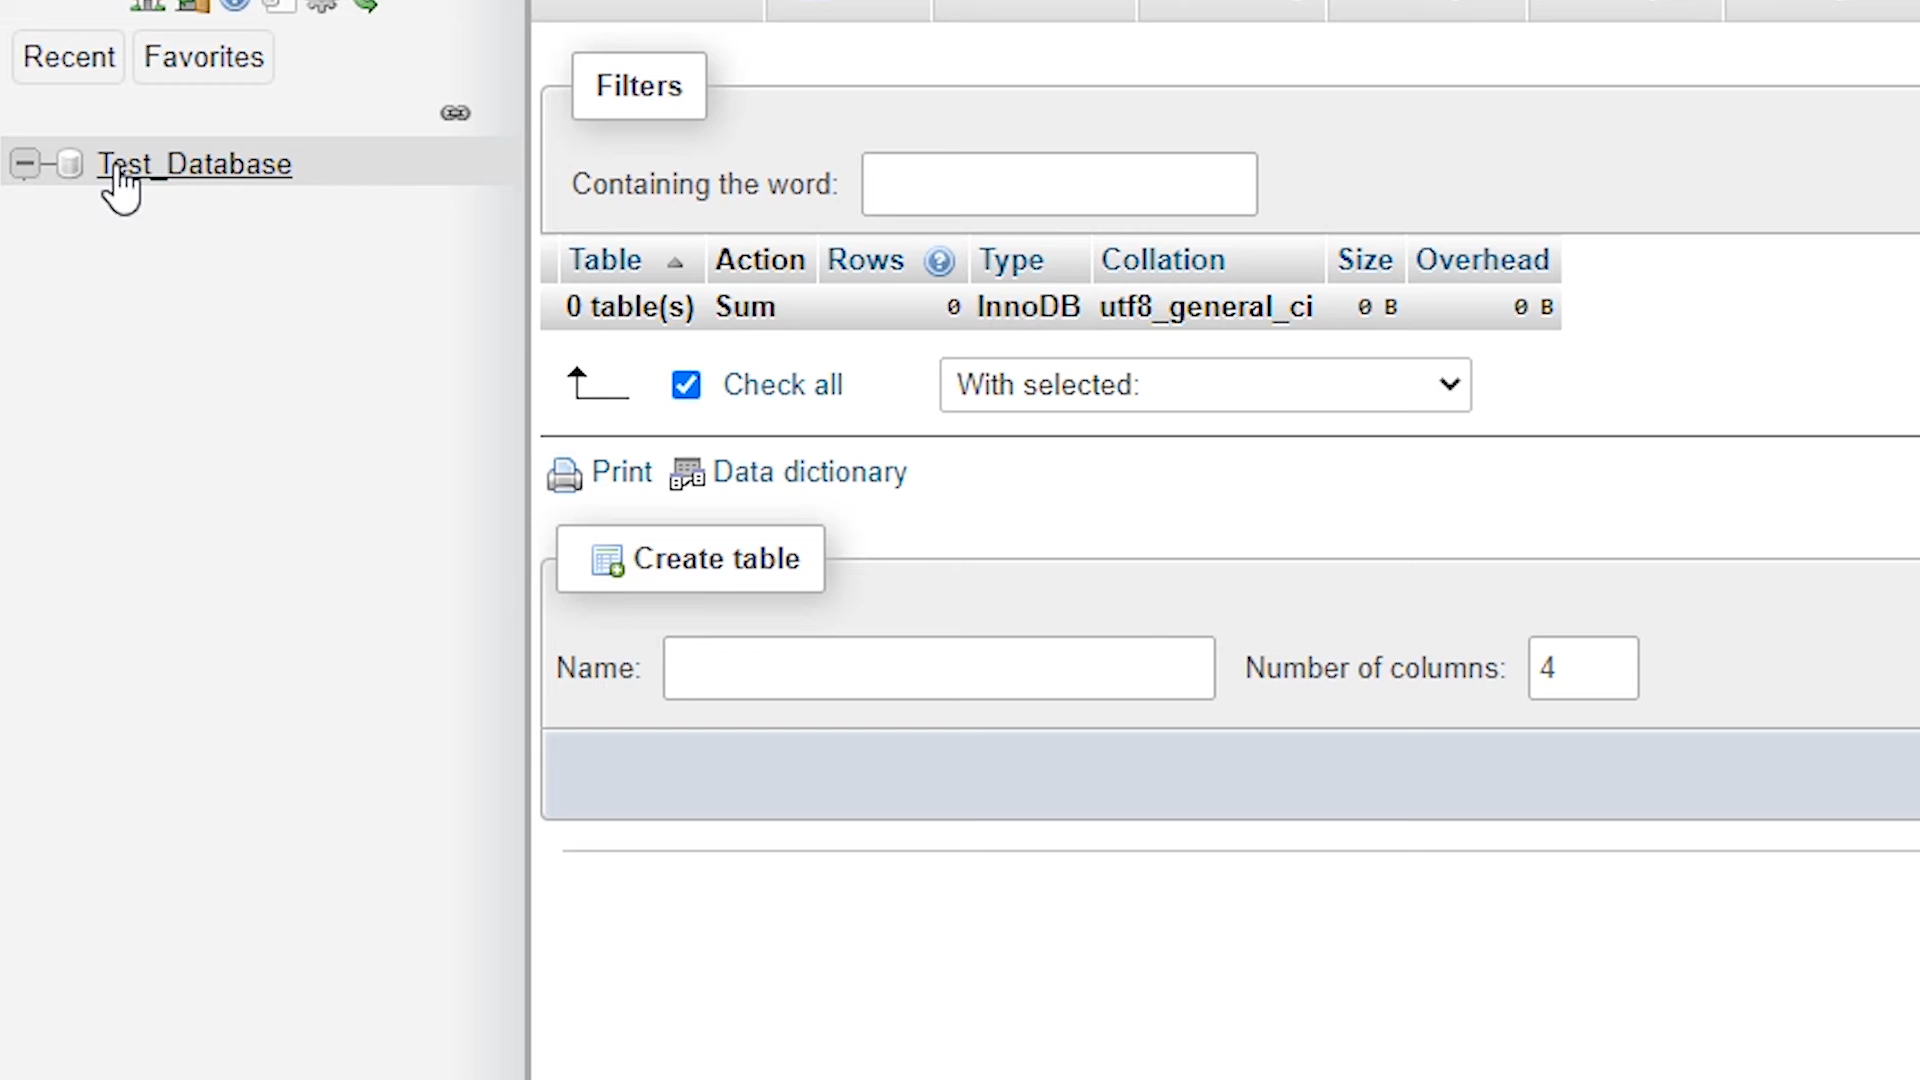 Recent Favorites
Test_Database
Filters
Containing the word:
Table Action Rows Type Collation Size Overhead
0 table(s) Sum 0 InnoDB utf8_general_ci 0 B 0 B
Check all With selected:
Print Data dictionary
Create table
Name: Number of columns: 4